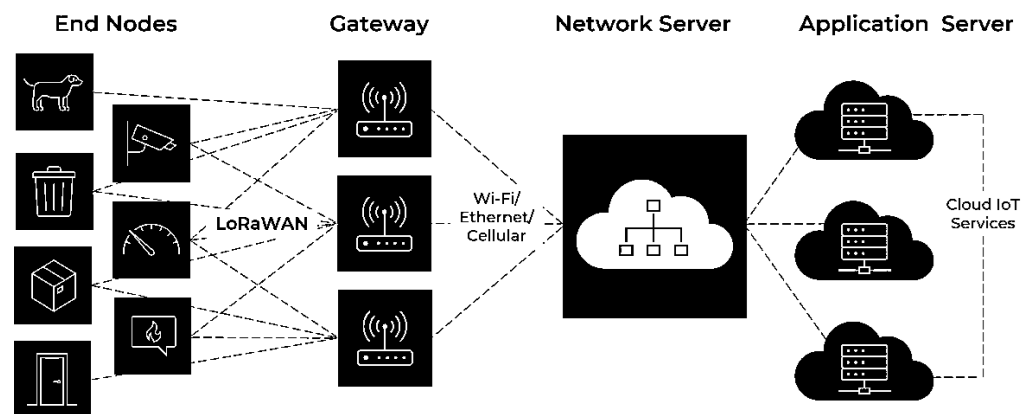 End Nodes
Gateway
Network Server
Application Server
LoRaWAN
Wi-Fi/
Ethernet/
Cellular
Cloud IoT
Services